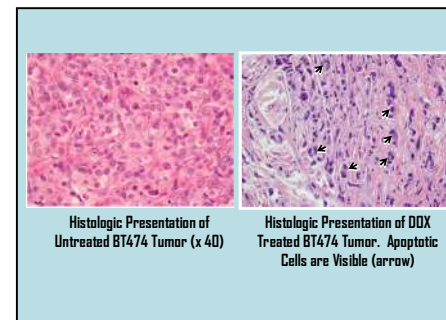 Histologic Presentation of
Untreated BT474 Tumor (x 40)
Histologic Presentation of DOX
Treated BT474 Tumor.  Apoptotic
Cells are Visible (arrow)